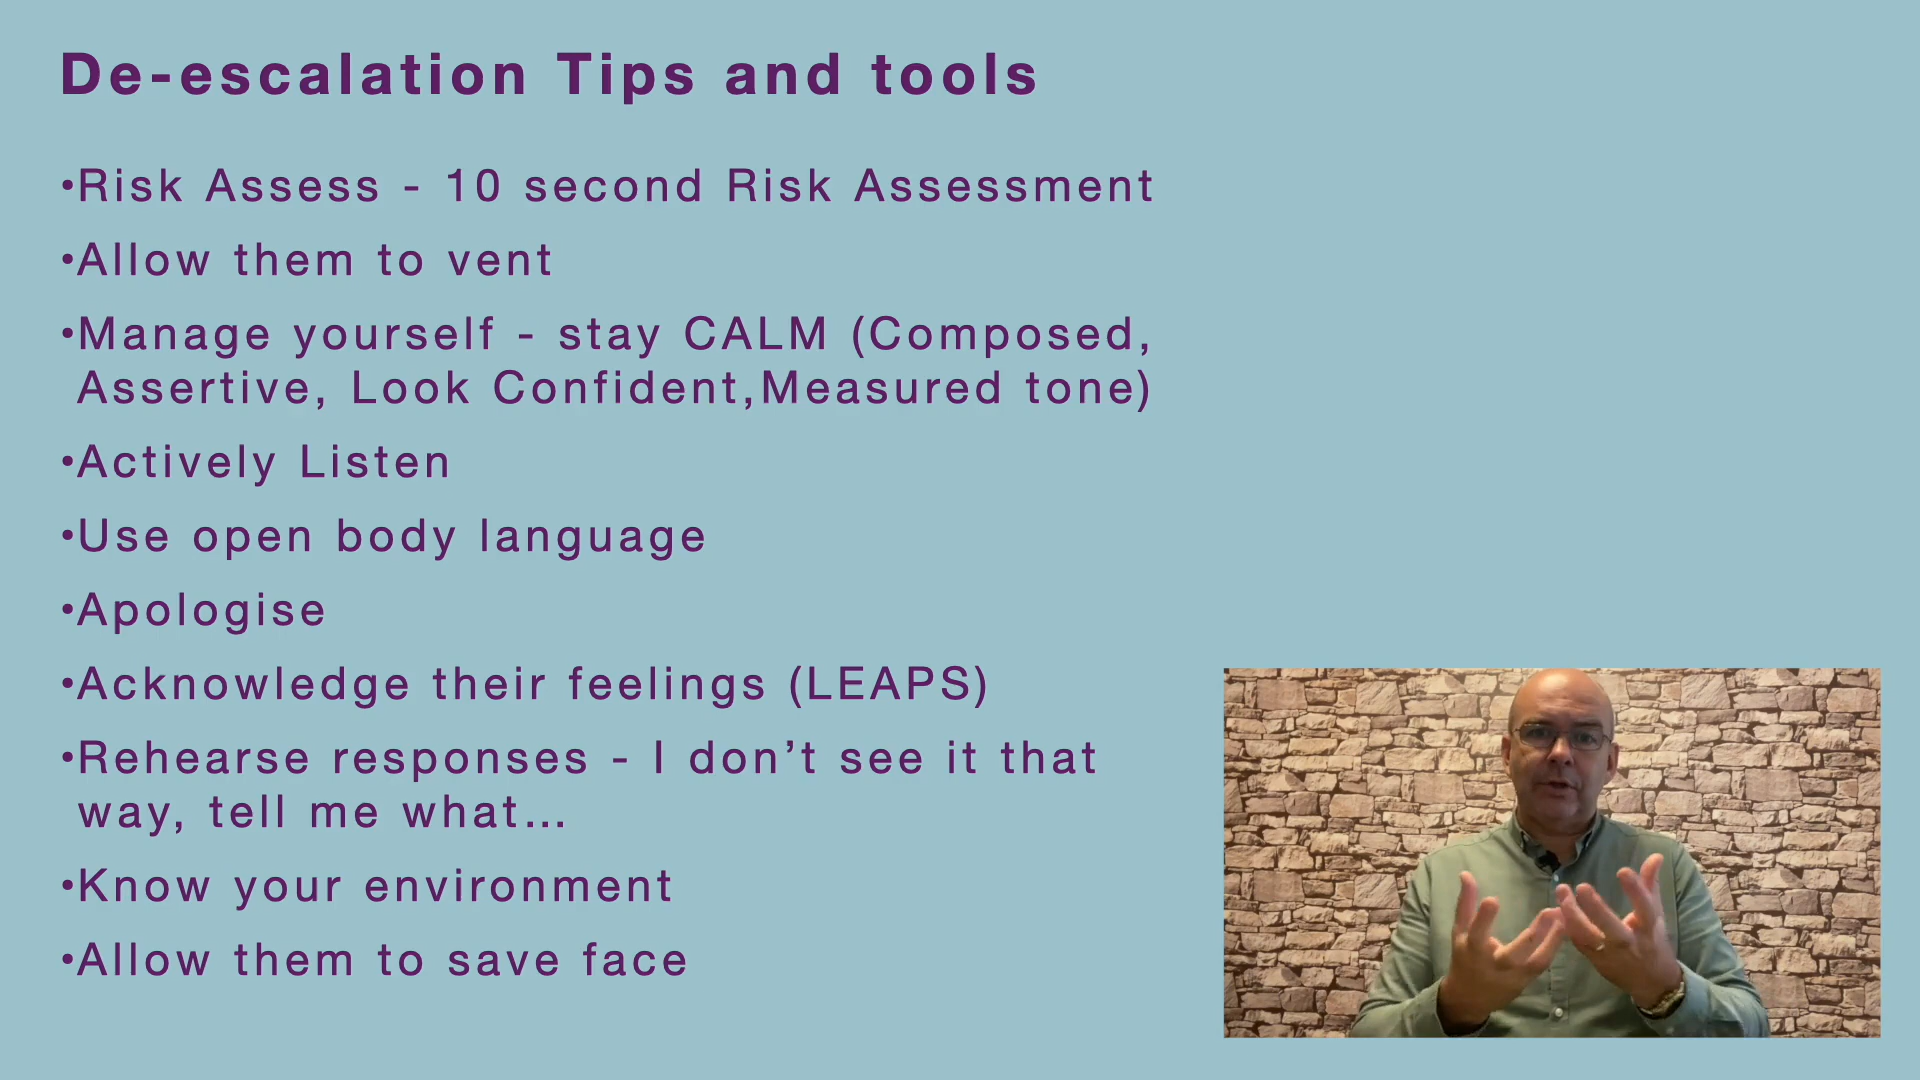 De-escalation Tips and tools
•Risk Assess - 10 second Risk Assessment
•Allow them to vent
•Manage yourself - stay CALM (Composed,
Assertive, Look Confident,Measured tone)
•Actively Listen
•Use open body language
•Apologise
•Acknowledge their feelings (LEAPS)
•Rehearse responses - I don’t see it that
way, tell me what…
•Know your environment
•Allow them to save face